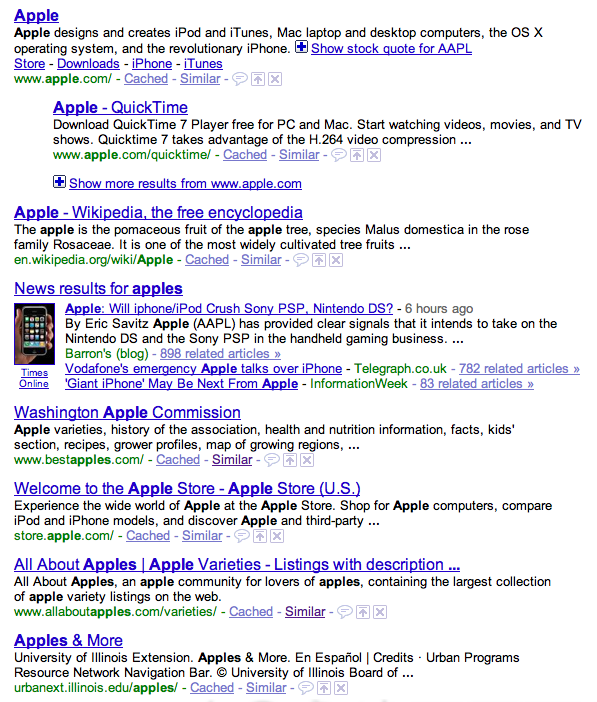 Apple
Apple designs and creates iPod and iTunes, Mac laptop and desktop computers, the OS X
operating system, and the revolutionary iPhone. Show stock quote for AAPL
Store - Downloads - iPhone - iTunes
www.apple.com/ - Cached - Similar -
Apple - QuickTime
Download QuickTime 7 Player free for PC and Mac. Start watching videos, movies, and TV
shows. Quicktime 7 takes advantage of the H.264 video compression ...
www.apple.com/quicktime/ - Cached - Similar -
Show more results from www.apple.com
Apple - Wikipedia, the free encyclopedia
The apple is the pomaceous fruit of the apple tree, species Malus domestica in the rose
family Rosaceae. It is one of the most widely cultivated tree fruits ...
en.wikipedia.org/wiki/Apple - Cached - Similar -
News results for apples
Apple: Will iphone/iPod Crush Sony PSP, Nintendo DS? - 6 hours ago
By Eric Savitz Apple (AAPL) has provided clear signals that it intends to take on the
Nintendo DS and the Sony PSP in the handheld gaming business. ...
Barron's (blog) - 898 related articles »
Times
Online
Vodafone's emergency Apple talks over iPhone - Telegraph.co.uk - 782 related articles »
'Giant iPhone' May Be Next From Apple - InformationWeek - 83 related articles »
Washington Apple Commission
Apple varieties, history of the association, health and nutrition information, facts, kids'
section, recipes, grower profiles, map of growing regions, ...
www.bestapples.com/ - Cached - Similar -
Welcome to the Apple Store - Apple Store (U.S.)
Experience the wide world of Apple at the Apple Store. Shop for Apple computers, compare
iPod and iPhone models, and discover Apple and third-party ...
store.apple.com/ - Cached - Similar -
All About Apples | Apple Varieties - Listings with description ...
All About Apples, an apple community for lovers of apples, containing the largest collection
of apple variety listings on the web.
www.allaboutapples.com/varieties/ - Cached - Similar -
Apples & More
University of Illinois Extension. Apples & More. En Español | Credits · Urban Programs
Resource Network Navigation Bar. © University of Illinois Board of ...
urbanext.illinois.edu/apples/ - Cached - Similar -